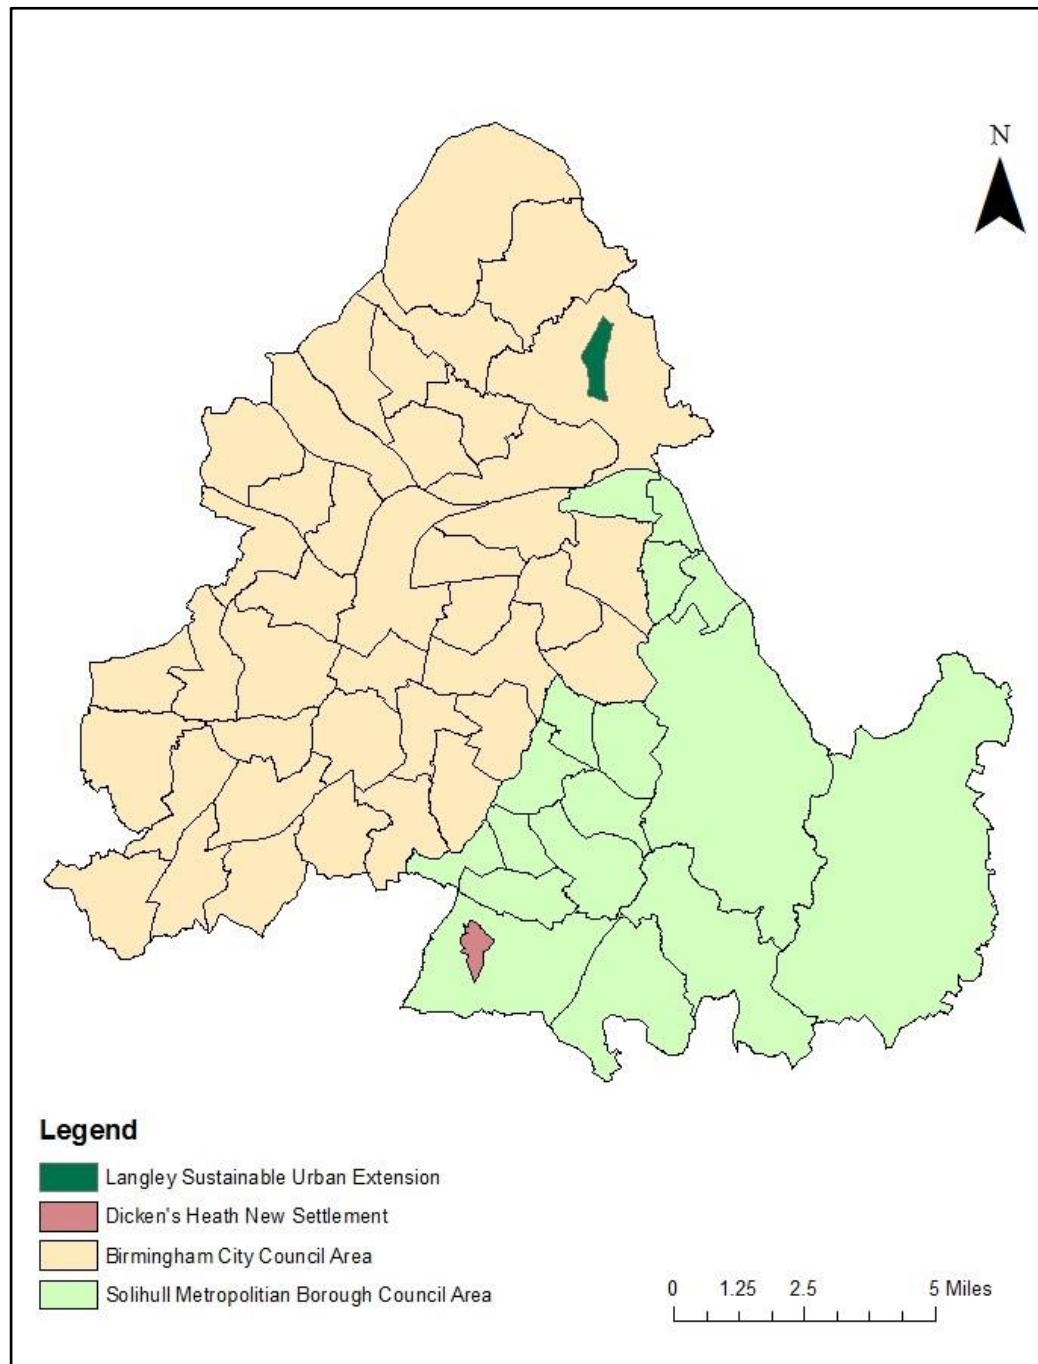 N
Legend
Langley Sustainable Urban Extension
Dicken's Heath New Settlement
Birmingham City Council Area
Solihull Metropolitian Borough Council Area
0 1.25 2.5 5 Miles